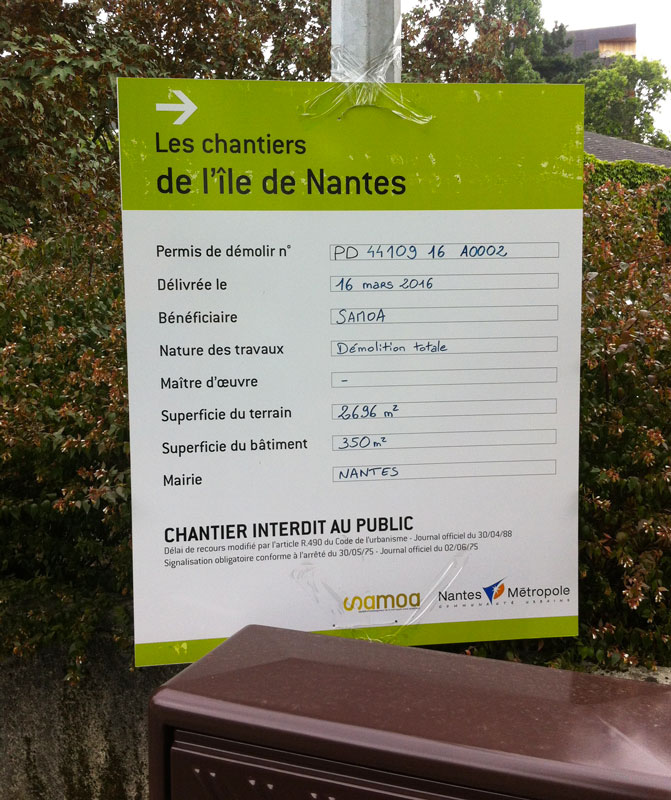 Les chantiers
de l'île de Nantes
Permis de démolir n° PD 44109 16 A0002
Délivrée le 16 mars 2016
Bénéficiaire SAMOA
Nature des travaux Démolition totale
Maître d'œuvre -
Superficie du terrain 2696 m²
Superficie du bâtiment 350 m²
Mairie NANTES
CHANTIER INTERDIT AU PUBLIC
Délai de recours modifié par l'article R.490 du Code de l'urbanisme - Journal officiel du 30/04/88
Signalisation obligatoire conforme à l'arrêté du 30/05/75 - Journal officiel du 02/06/75
samoa Nantes Métropole
COMMUNAUTÉ URBAINE